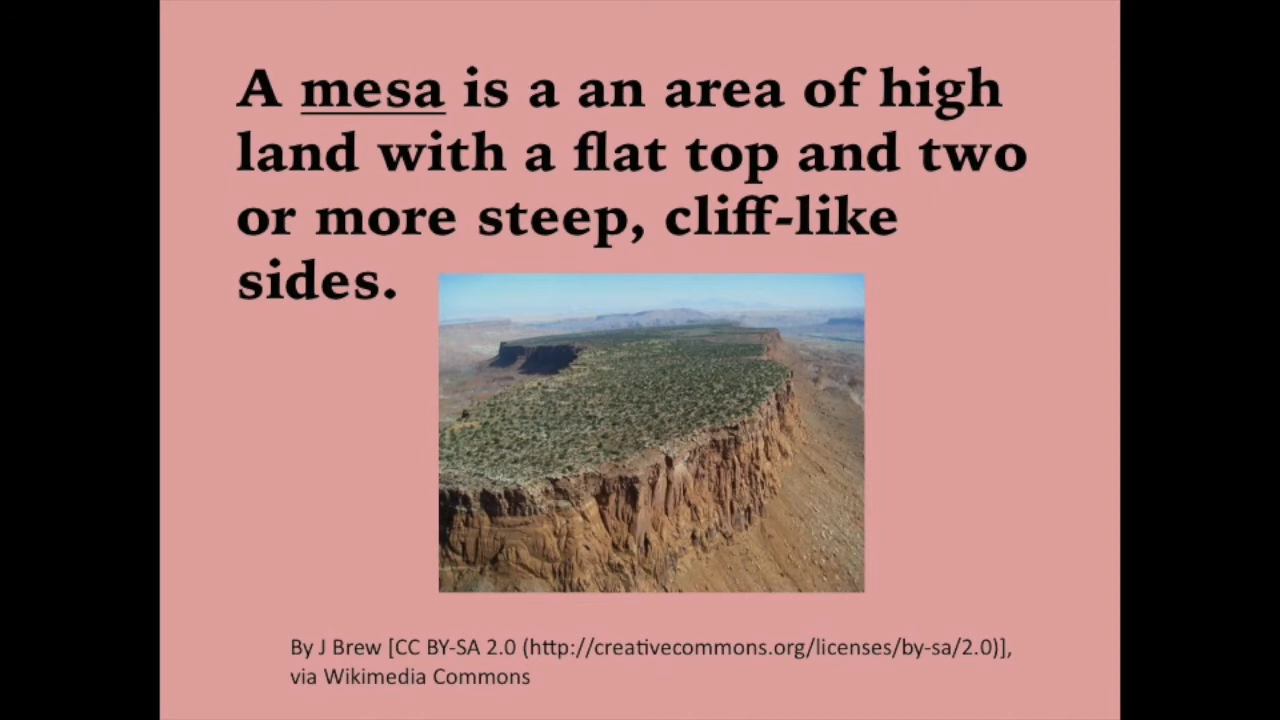 A mesa is a an area of high
land with a flat top and two
or more steep, cliff-like
sides.
By J Brew [CC BY-SA 2.0 (http://creativecommons.org/licenses/by-sa/2.0)],
via Wikimedia Commons